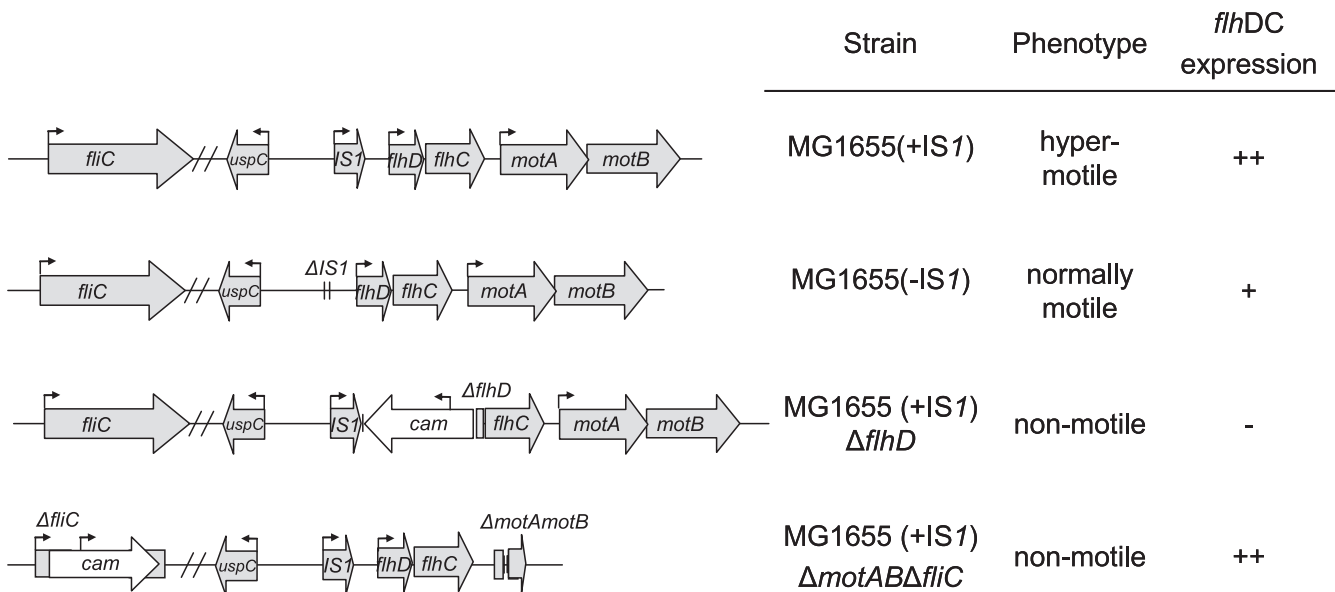 Strain Phenotype flhDC expression
fliC uspC IS1 flhD flhC motA motB
MG1655(+IS1) hyper-motile ++
ΔIS1
fliC uspC flhD flhC motA motB
MG1655(-IS1) normally motile +
ΔflhD
fliC uspC IS1 cam flhC motA motB
MG1655 (+IS1) ΔflhD non-motile -
ΔfliC ΔmotAmotB
cam uspC IS1 flhD flhC
MG1655 (+IS1) ΔmotABΔfliC non-motile ++